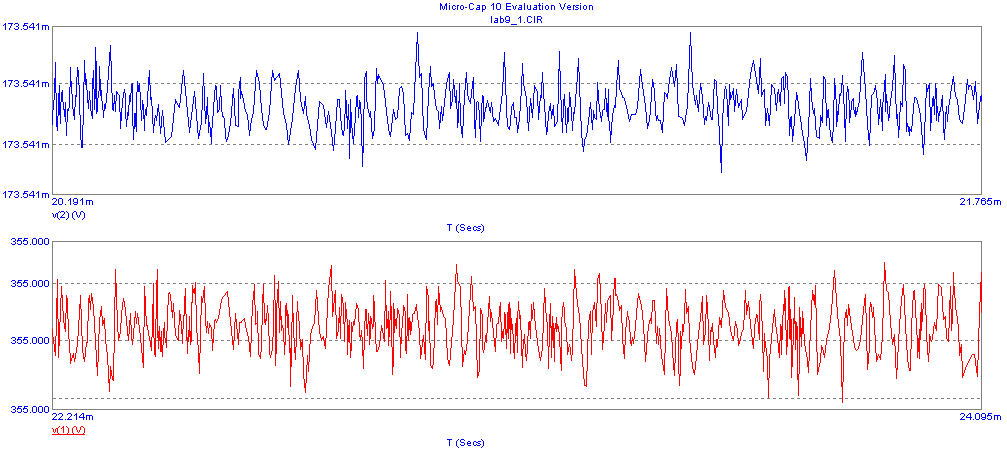 Micro-Cap 10 Evaluation Version
lab9_1.CIR
173.541m
173.541m
173.541m
173.541m
20.191m 21.765m
v(2) (V)
T (Secs)
355.000
355.000
355.000
355.000
22.214m 24.095m
v(1) (V)
T (Secs)